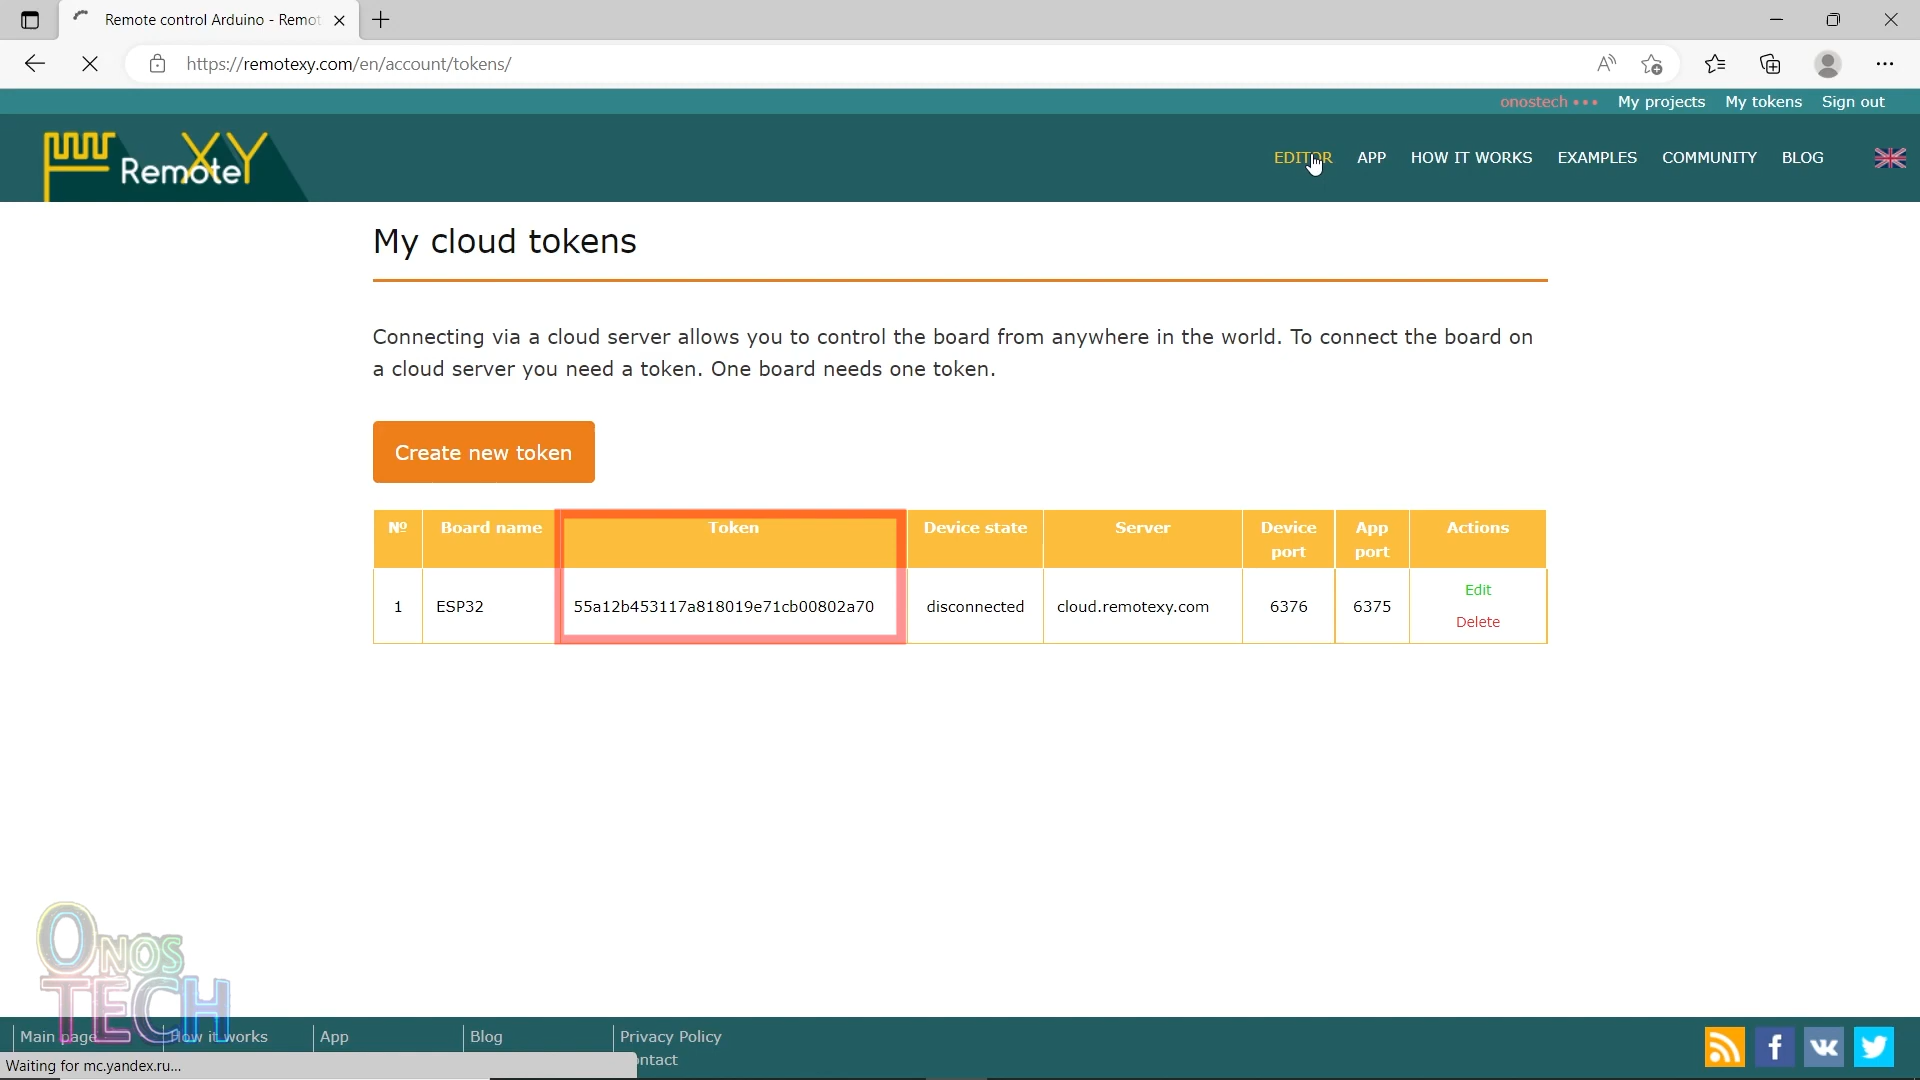 Remote control Arduino - Remot
https://remotexy.com/en/account/tokens/
onostech
My projects
My tokens
Sign out
RemoteXY
EDITOR
APP
HOW IT WORKS
EXAMPLES
COMMUNITY
BLOG
My cloud tokens
Connecting via a cloud server allows you to control the board from anywhere in the world. To connect the board on
a cloud server you need a token. One board needs one token.
Create new token
№ Board name Token Device state Server Device port App port Actions
1 ESP32 55a12b453117a818019e71cb00802a70 disconnected cloud.remotexy.com 6376 6375 Edit
Delete
ONOS
TECH
Main page
How it works
App
Blog
Privacy Policy
ontact
Waiting for mc.yandex.ru...